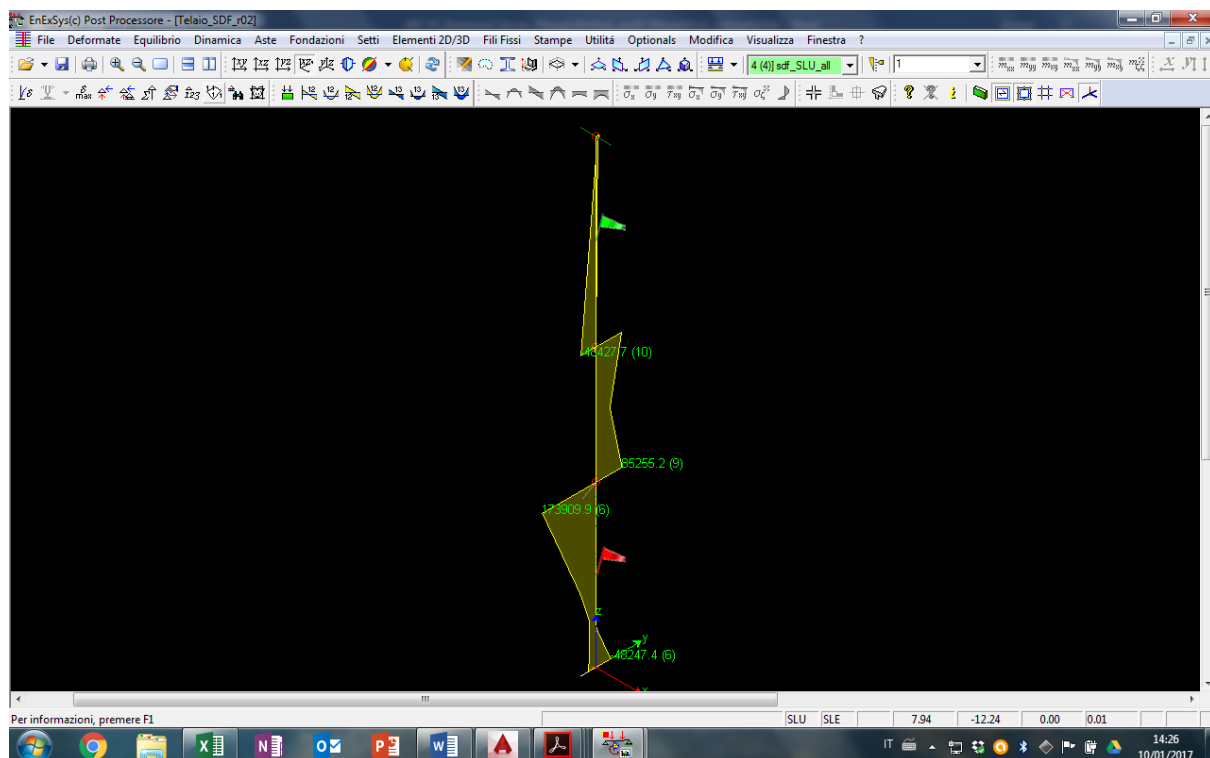 EnExSys(c) Post Processore - [Telaio_SDF_r02]
File Deformate Equilibrio Dinamica Aste Fondazioni Setti Elementi 2D/3D Fili Fissi Stampe Utilità Optionals Modifica Visualizza Finestra ?
4 (4)] sdf_SLU_all 1
(10)
85255.2 (9)
173909.9 (6)
z
y
48247.4 (6)
x
Per informazioni, premere F1 SLU SLE 7.94 -12.24 0.00 0.01
IT 14:26
10/01/2017